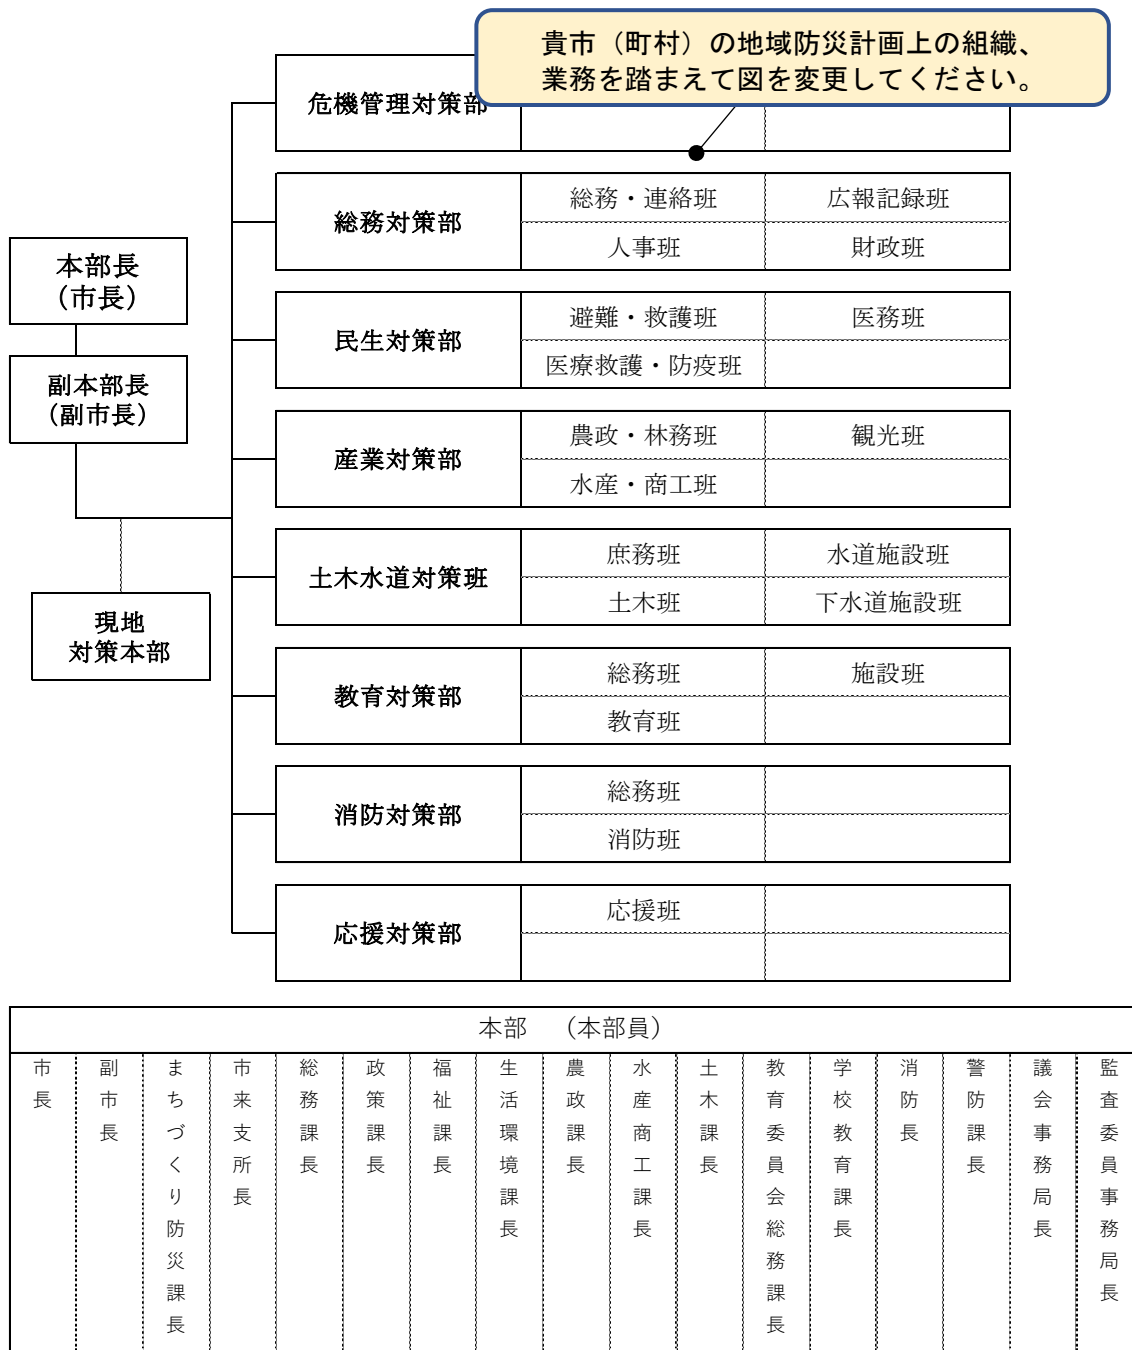 貴市（町村）の地域防災計画上の組織、
業務を踏まえて図を変更してください。
危機管理対策部
総務対策部
総務・連絡班
広報記録班
人事班
財政班
本部長
（市長）
副本部長
（副市長）
現地
対策本部
民生対策部
避難・救護班
医務班
医療救護・防疫班
産業対策部
農政・林務班
観光班
水産・商工班
土木水道対策班
庶務班
水道施設班
土木班
下水道施設班
教育対策部
総務班
施設班
教育班
消防対策部
総務班
消防班
応援対策部
応援班
本部　（本部員）
市長
副市長
まちづくり防災課長
市来支所長
総務課長
政策課長
福祉課長
生活環境課長
農政課長
水産商工課長
土木課長
教育委員会総務課長
学校教育課長
消防長
警防課長
議会事務局長
監査委員事務局長